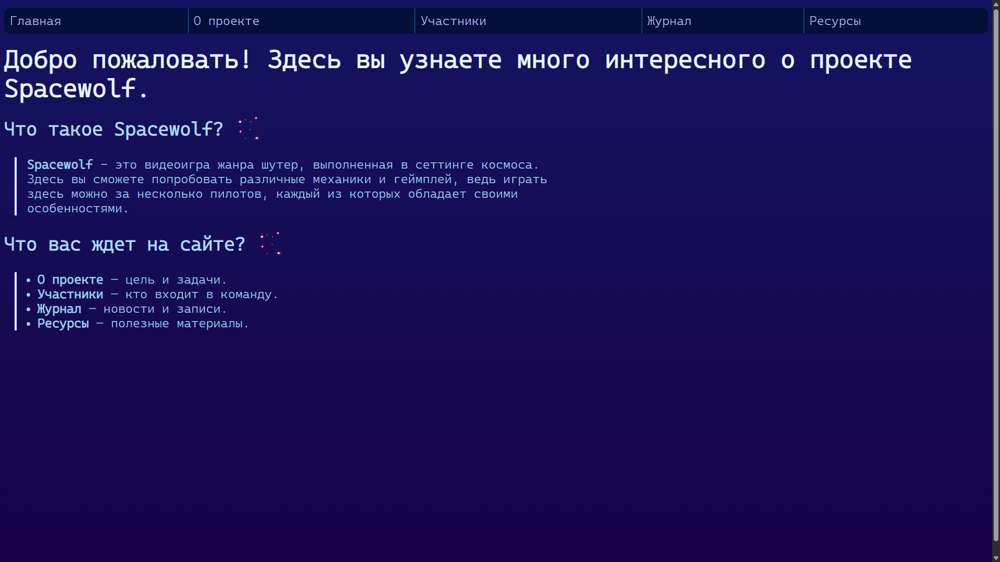 Главная
О проекте
Участники
Журнал
Ресурсы
Добро пожаловать! Здесь вы узнаете много интересного о проекте
Spacewolf.
Что такое Spacewolf?
Spacewolf – это видеоигра жанра шутер, выполненная в сеттинге космоса.
Здесь вы сможете попробовать различные механики и геймплей, ведь играть
здесь можно за несколько пилотов, каждый из которых обладает своими
особенностями.
Что вас ждет на сайте?
• О проекте — цель и задачи.
• Участники — кто входит в команду.
• Журнал — новости и записи.
• Ресурсы — полезные материалы.